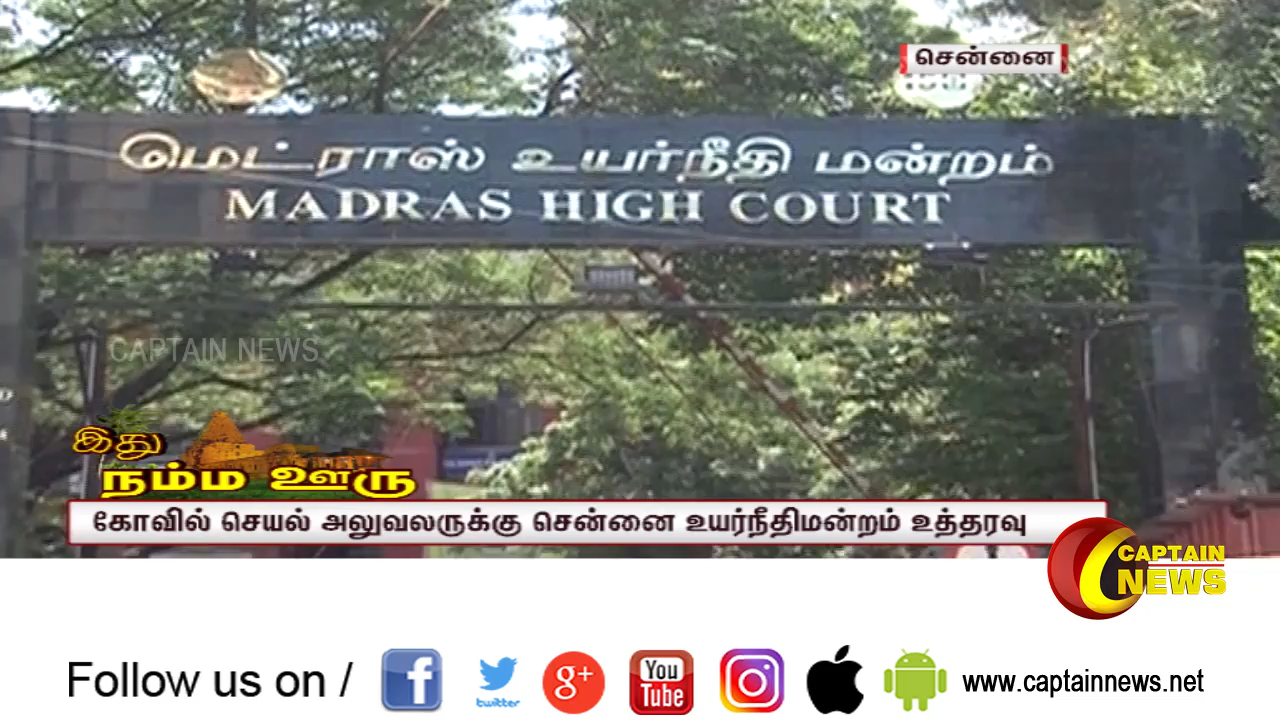 சென்னை
மெட்ராஸ் உயர்நீதி மன்றம்
MADRAS HIGH COURT
CAPTAIN NEWS
இது
நம்ம ஊரு
கோவில் செயல் அலுவலருக்கு சென்னை உயர்நீதிமன்றம் உத்தரவு
CAPTAIN
NEWS
Follow us on /
f
twitter
g+
You
Tube
www.captainnews.net